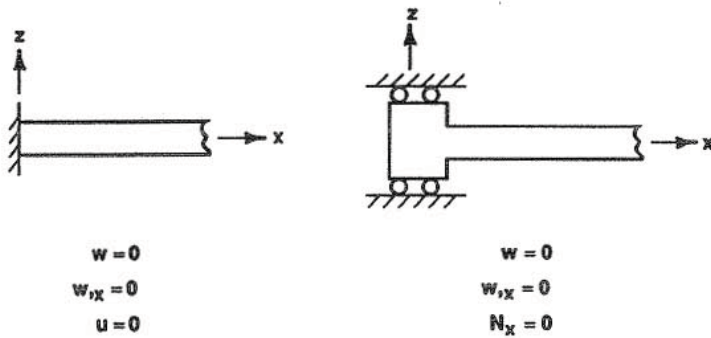 z
x
w = 0
w,x = 0
u = 0
z
x
w = 0
w,x = 0
Nx = 0